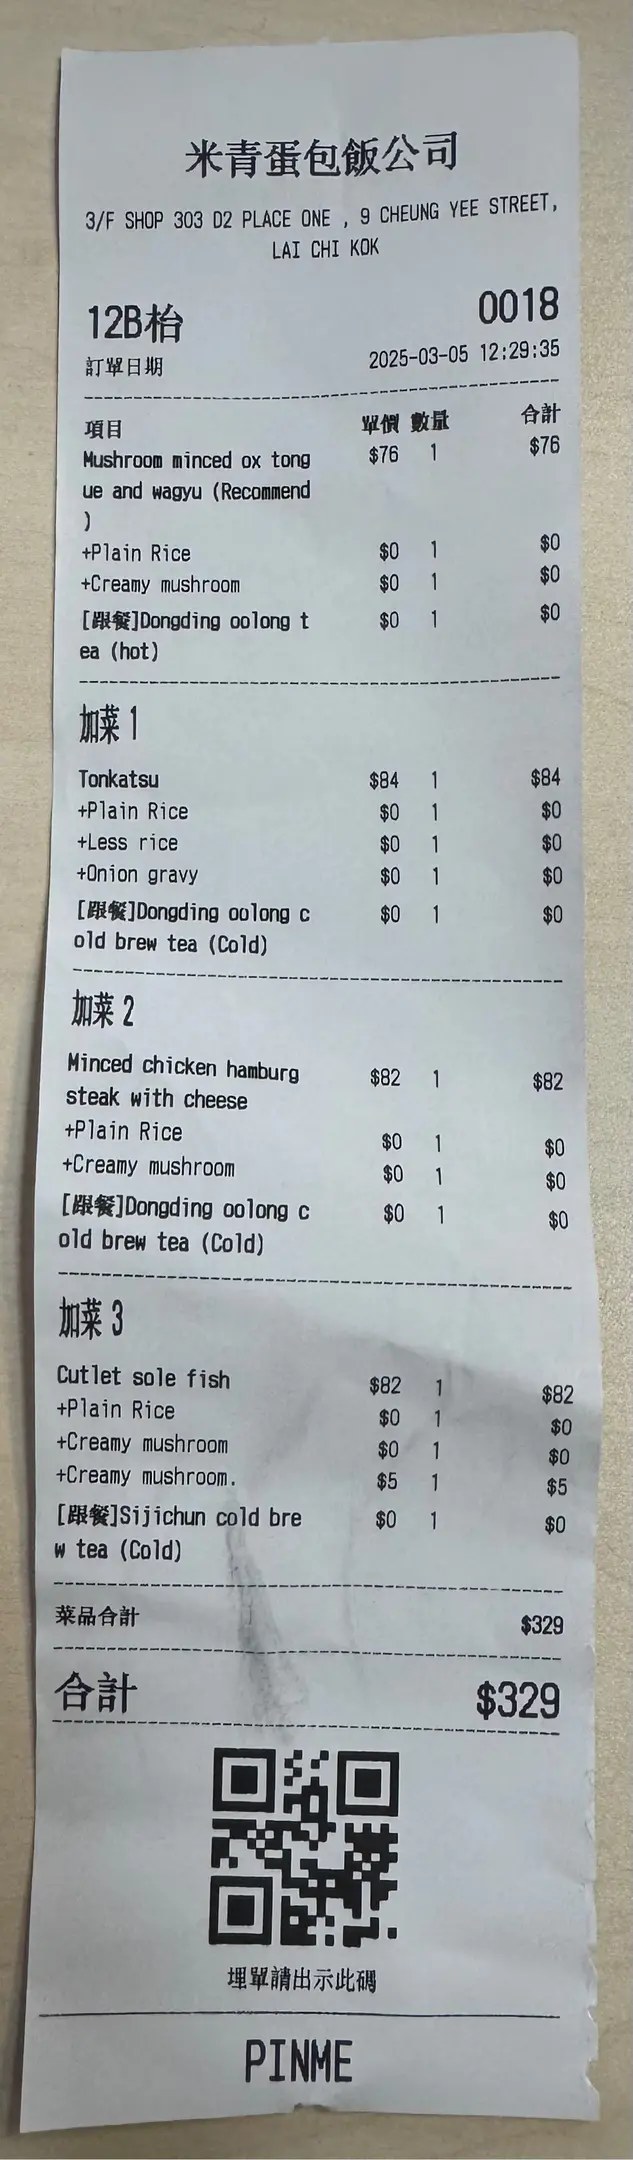 米青蛋包飯公司
3/F SHOP 303 D2 PLACE ONE , 9 CHEUNG YEE STREET,
LAI CHI KOK
12B枱 0018
訂單日期 2025-03-05 12:29:35
項目 單價 數量 合計
Mushroom minced ox tong $76 1 $76
ue and wagyu (Recommend
)
+Plain Rice $0 1 $0
+Creamy mushroom $0 1 $0
[跟餐]Dongding oolong t $0 1 $0
ea (hot)
加菜 1
Tonkatsu $84 1 $84
+Plain Rice $0 1 $0
+Less rice $0 1 $0
+Onion gravy $0 1 $0
[跟餐]Dongding oolong c $0 1 $0
old brew tea (Cold)
加菜 2
Minced chicken hamburg $82 1 $82
steak with cheese
+Plain Rice $0 1 $0
+Creamy mushroom $0 1 $0
[跟餐]Dongding oolong c $0 1 $0
old brew tea (Cold)
加菜 3
Cutlet sole fish $82 1 $82
+Plain Rice $0 1 $0
+Creamy mushroom $0 1 $0
+Creamy mushroom. $5 1 $5
[跟餐]Sijichun cold bre $0 1 $0
w tea (Cold)
菜品合計 $329
合計 $329
埋單請出示此碼
PINME